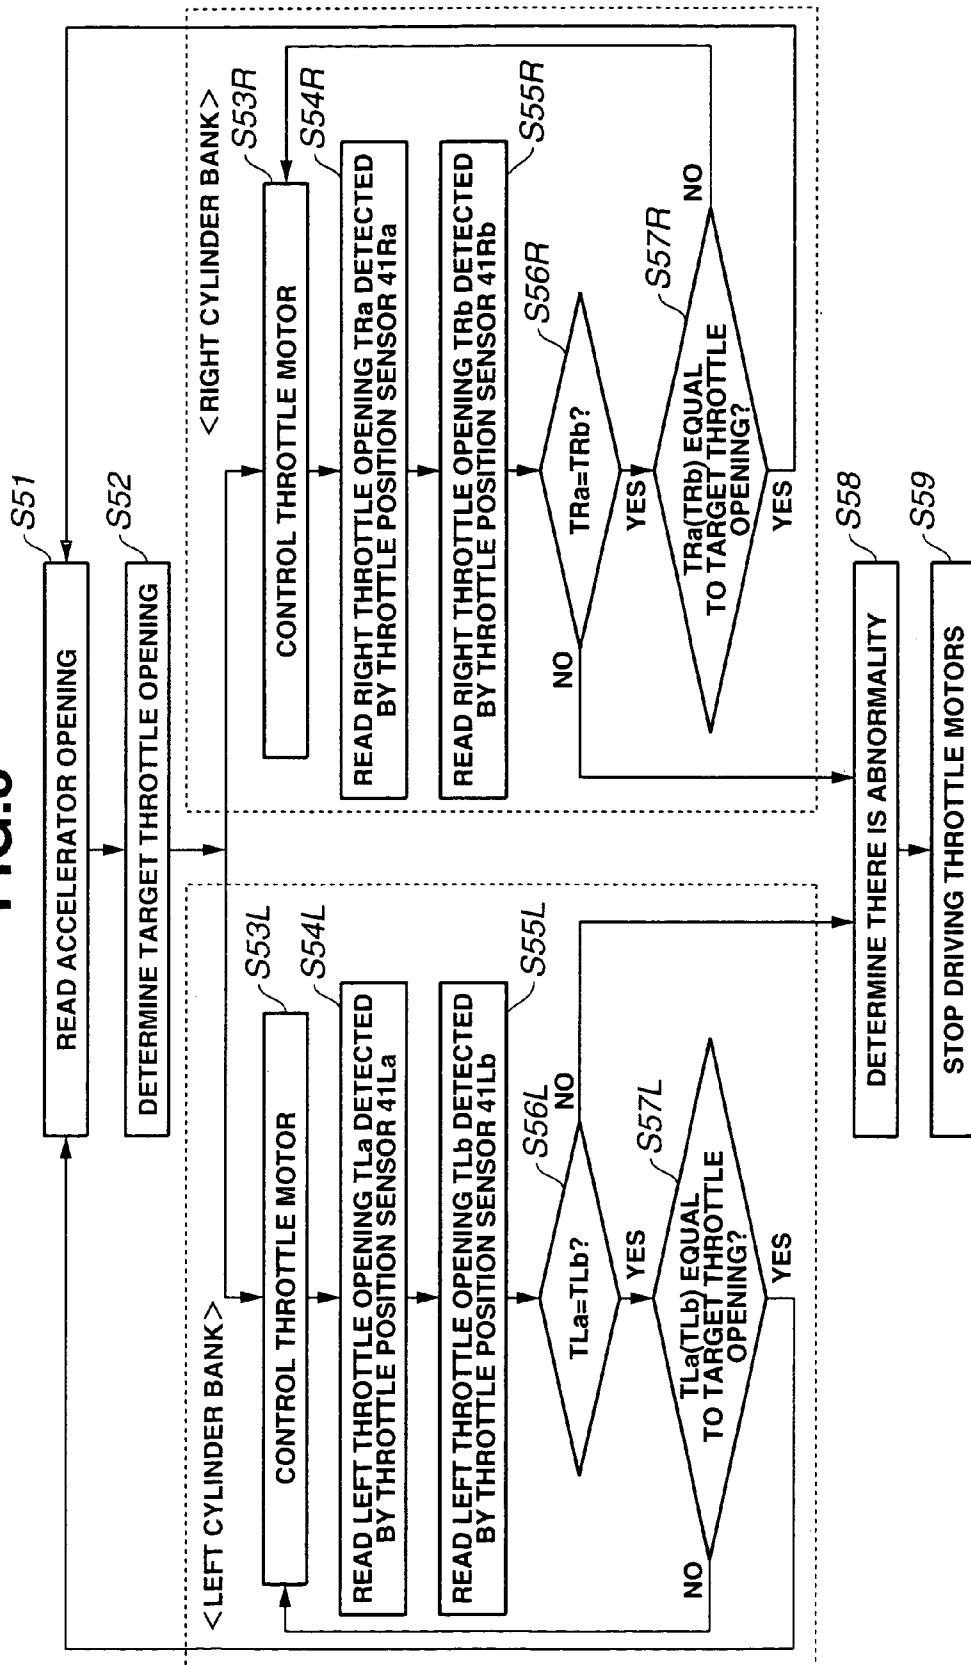 READ ACCELERATOR OPENING
S51
DETERMINE TARGET THROTTLE OPENING
S52
<LEFT CYLINDER BANK>
CONTROL THROTTLE MOTOR
S53L
READ LEFT THROTTLE OPENING TLa DETECTED
BY THROTTLE POSITION SENSOR 41La
S54L
READ LEFT THROTTLE OPENING TLb DETECTED
BY THROTTLE POSITION SENSOR 41Lb
S55L
TLa=TLb?
S56L
NO
YES
TLa(TLb) EQUAL
TO TARGET THROTTLE
OPENING?
S57L
NO
YES
<RIGHT CYLINDER BANK>
CONTROL THROTTLE MOTOR
S53R
READ RIGHT THROTTLE OPENING TRa DETECTED
BY THROTTLE POSITION SENSOR 41Ra
S54R
READ RIGHT THROTTLE OPENING TRb DETECTED
BY THROTTLE POSITION SENSOR 41Rb
S55R
TRa=TRb?
S56R
NO
YES
TRa(TRb) EQUAL
TO TARGET THROTTLE
OPENING?
S57R
NO
YES
DETERMINE THERE IS ABNORMALITY
S58
STOP DRIVING THROTTLE MOTORS
S59